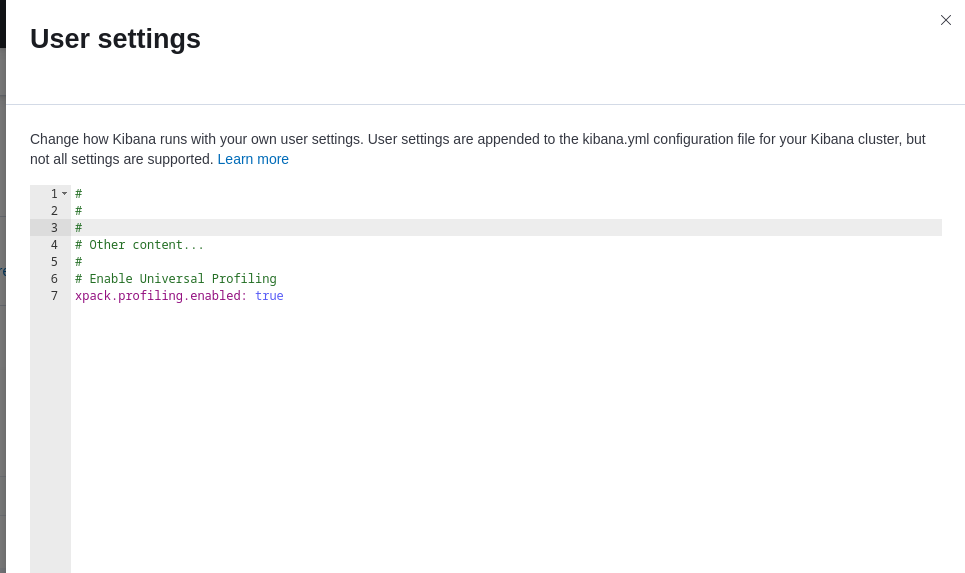 User settings
Change how Kibana runs with your own user settings. User settings are appended to the kibana.yml configuration file for your Kibana cluster, but
not all settings are supported. Learn more
1 #
2 #
3 #
4 # Other content...
5 #
6 # Enable Universal Profiling
7 xpack.profiling.enabled: true